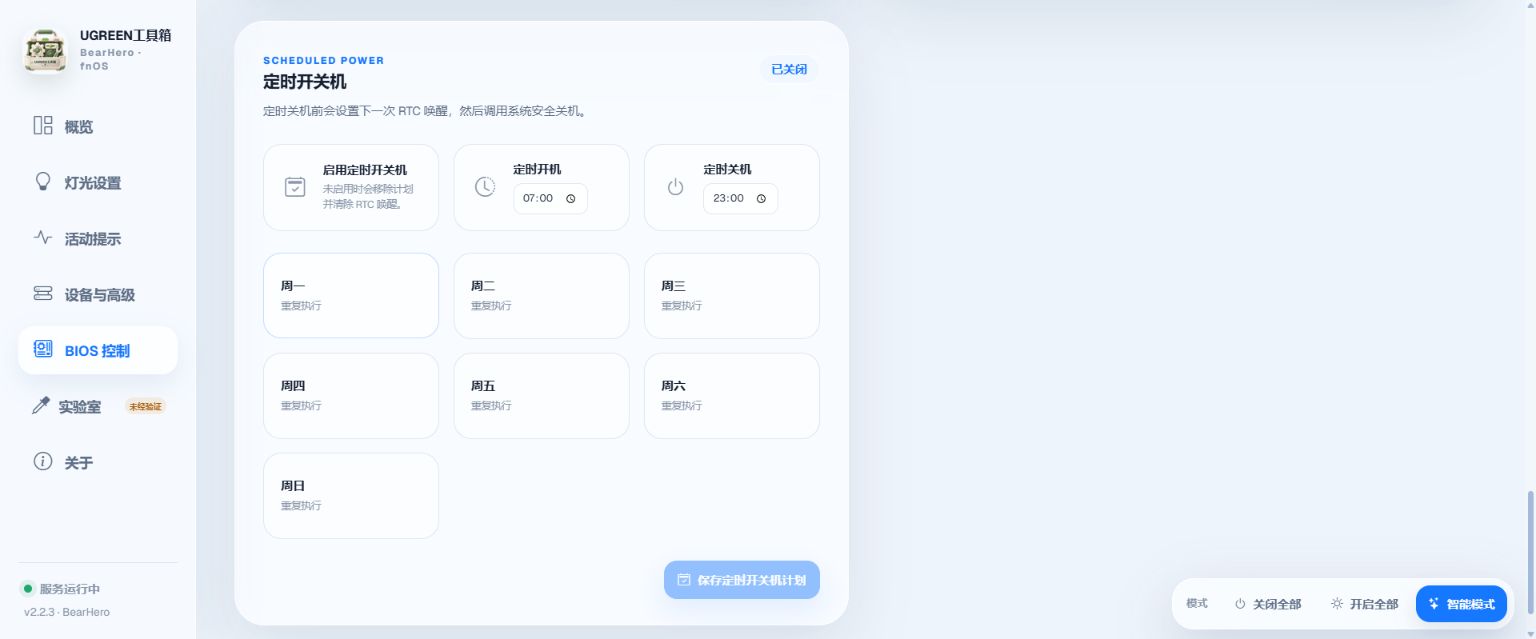 UGREEN工具箱
BearHero ·
fnOS
概览
灯光设置
活动提示
设备与高级
BIOS 控制
实验室
未经验证
关于
服务运行中
v2.2.3 · BearHero
SCHEDULED POWER
定时开关机
已关闭
定时关机前会设置下一次 RTC 唤醒，然后调用系统安全关机。
启用定时开关机
未启用时会移除计划
并清除 RTC 唤醒。
定时开机
07:00
定时关机
23:00
周一
重复执行
周二
重复执行
周三
重复执行
周四
重复执行
周五
重复执行
周六
重复执行
周日
重复执行
保存定时开关机计划
模式
关闭全部
开启全部
智能模式